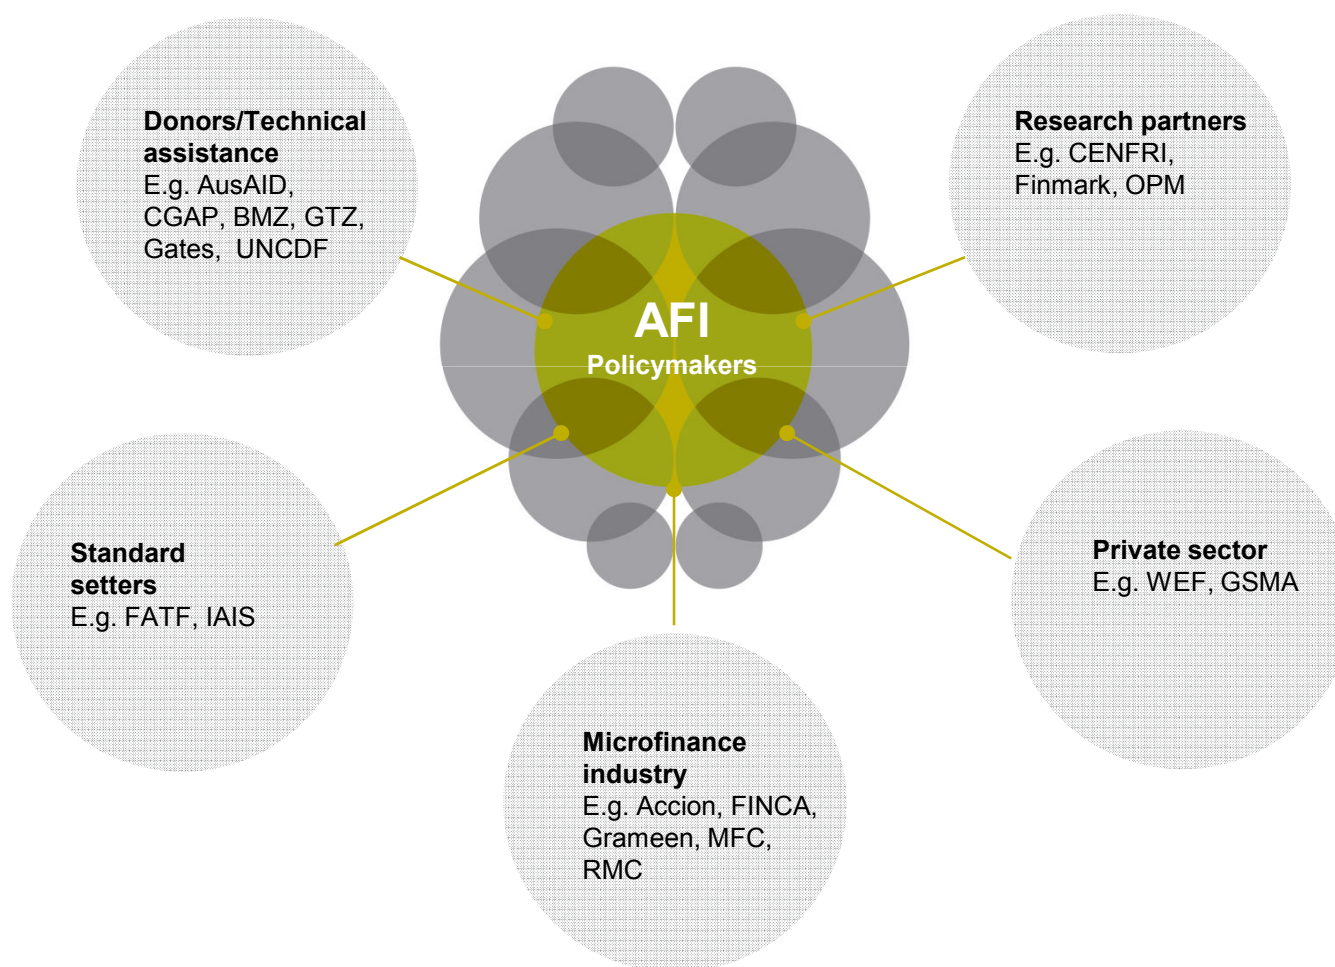 Donors/Technical
assistance
E.g. AusAID,
CGAP, BMZ, GTZ,
Gates, UNCDF
Research partners
E.g. CENFRI,
Finmark, OPM
AFI
Policymakers
Standard
setters
E.g. FATF, IAIS
Private sector
E.g. WEF, GSMA
Microfinance
industry
E.g. Accion, FINCA,
Grameen, MFC,
RMC